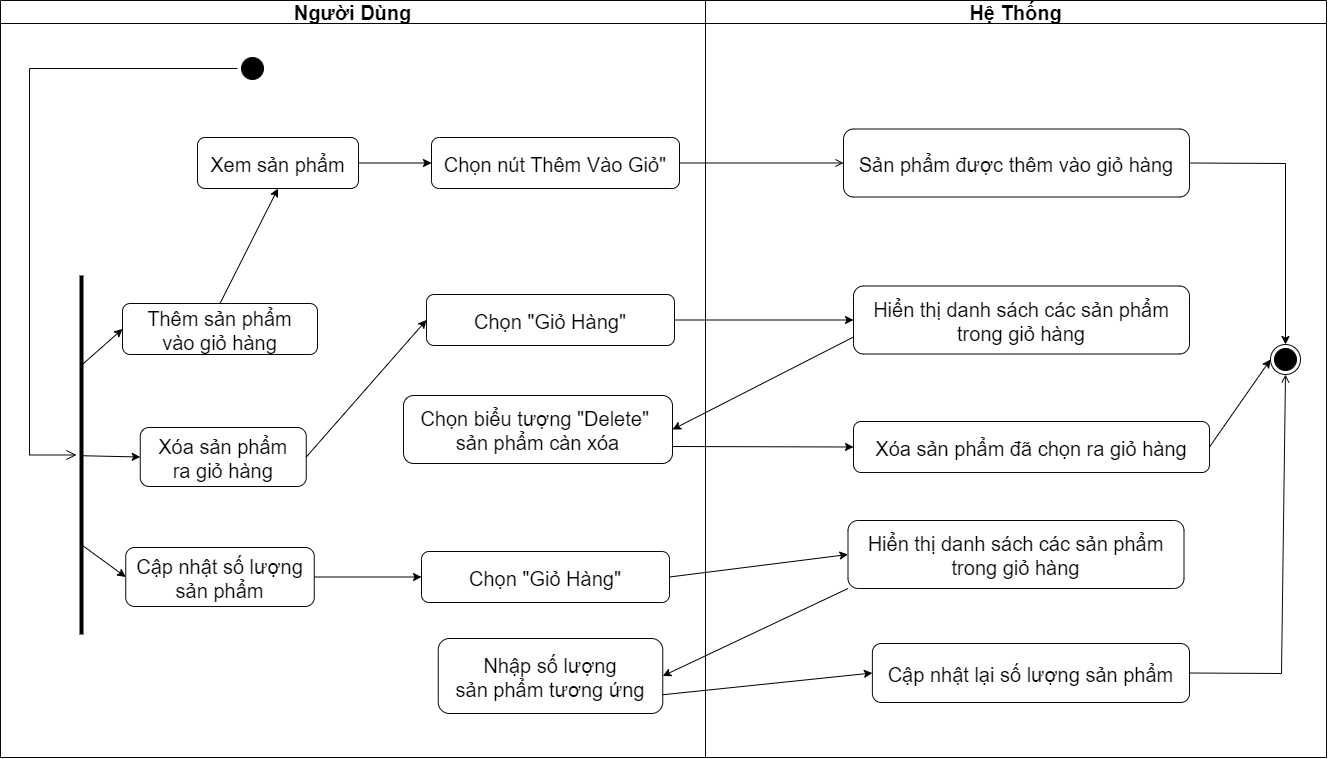 Người Dùng
Hệ Thống
Xem sản phẩm
Chọn nút Thêm Vào Giỏ"
Sản phẩm được thêm vào giỏ hàng
Thêm sản phẩm
vào giỏ hàng
Chọn "Giỏ Hàng"
Hiển thị danh sách các sản phẩm
trong giỏ hàng
Xóa sản phẩm
ra giỏ hàng
Chọn biểu tượng "Delete"
sản phẩm càn xóa
Xóa sản phẩm đã chọn ra giỏ hàng
Cập nhật số lượng
sản phẩm
Chọn "Giỏ Hàng"
Hiển thị danh sách các sản phẩm
trong giỏ hàng
Nhập số lượng
sản phẩm tương ứng
Cập nhật lại số lượng sản phẩm